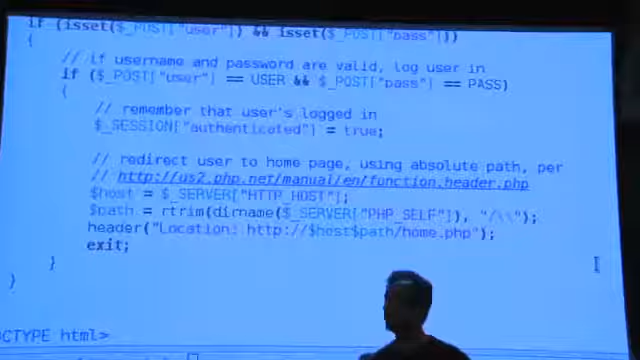 if (isset($_POST["user"]) && isset($_POST["pass"]))
{
// if username and password are valid, log user in
if ($_POST["user"] == USER && $_POST["pass"] == PASS)
{
// remember that user's logged in
$_SESSION["authenticated"] = true;
// redirect user to home page, using absolute path, per
// http://us2.php.net/manual/en/function.header.php
$host = $_SERVER["HTTP_HOST"];
$path = rtrim(dirname($_SERVER["PHP_SELF"]), "/\\");
header("Location: http://$host$path/home.php");
exit;
}
}
OCTYPE html>